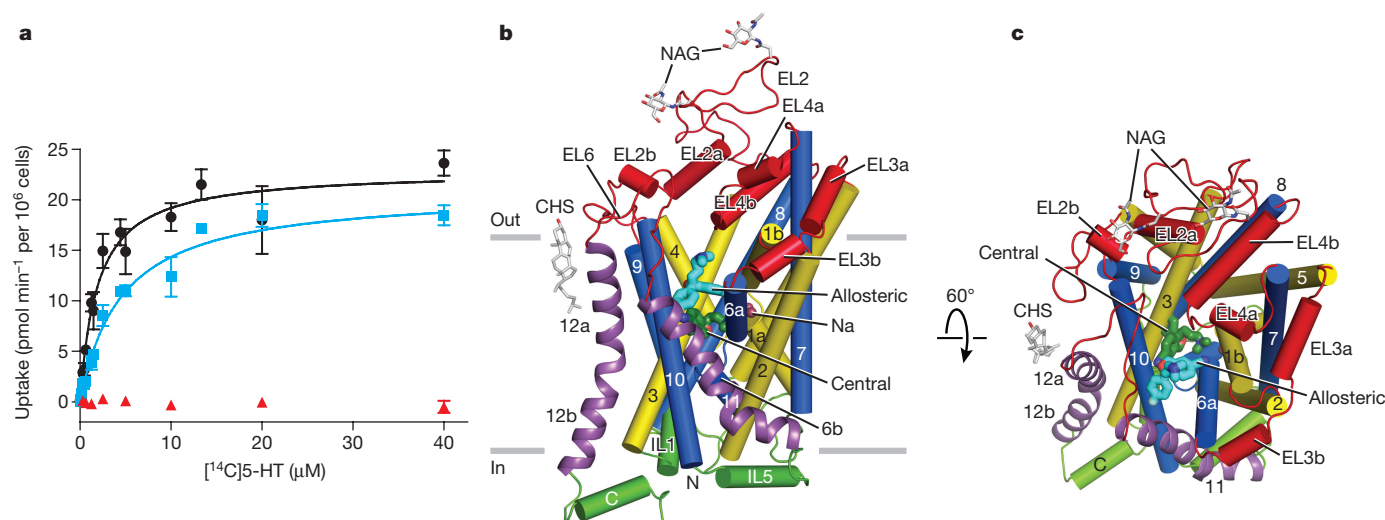 a
Uptake (pmol min⁻¹ per 10⁶ cells)
25
20
15
10
5
0
0
10
20
30
40
[¹⁴C]5-HT (μM)
b
NAG
EL2
EL4a
EL6
EL2b
EL2a
EL3a
CHS
EL4b
8
Out
1b
4
9
EL3b
Allosteric
6a
12a
Na
1a
7
2
10
Central
3
11
12b
6b
IL1
In
N
IL5
C
60°
c
NAG
8
EL2b
EL2a
EL4b
Central
9
5
3
CHS
EL4a
7
EL3a
10
1b
12a
Allosteric
12b
6a
2
C
EL3b
11